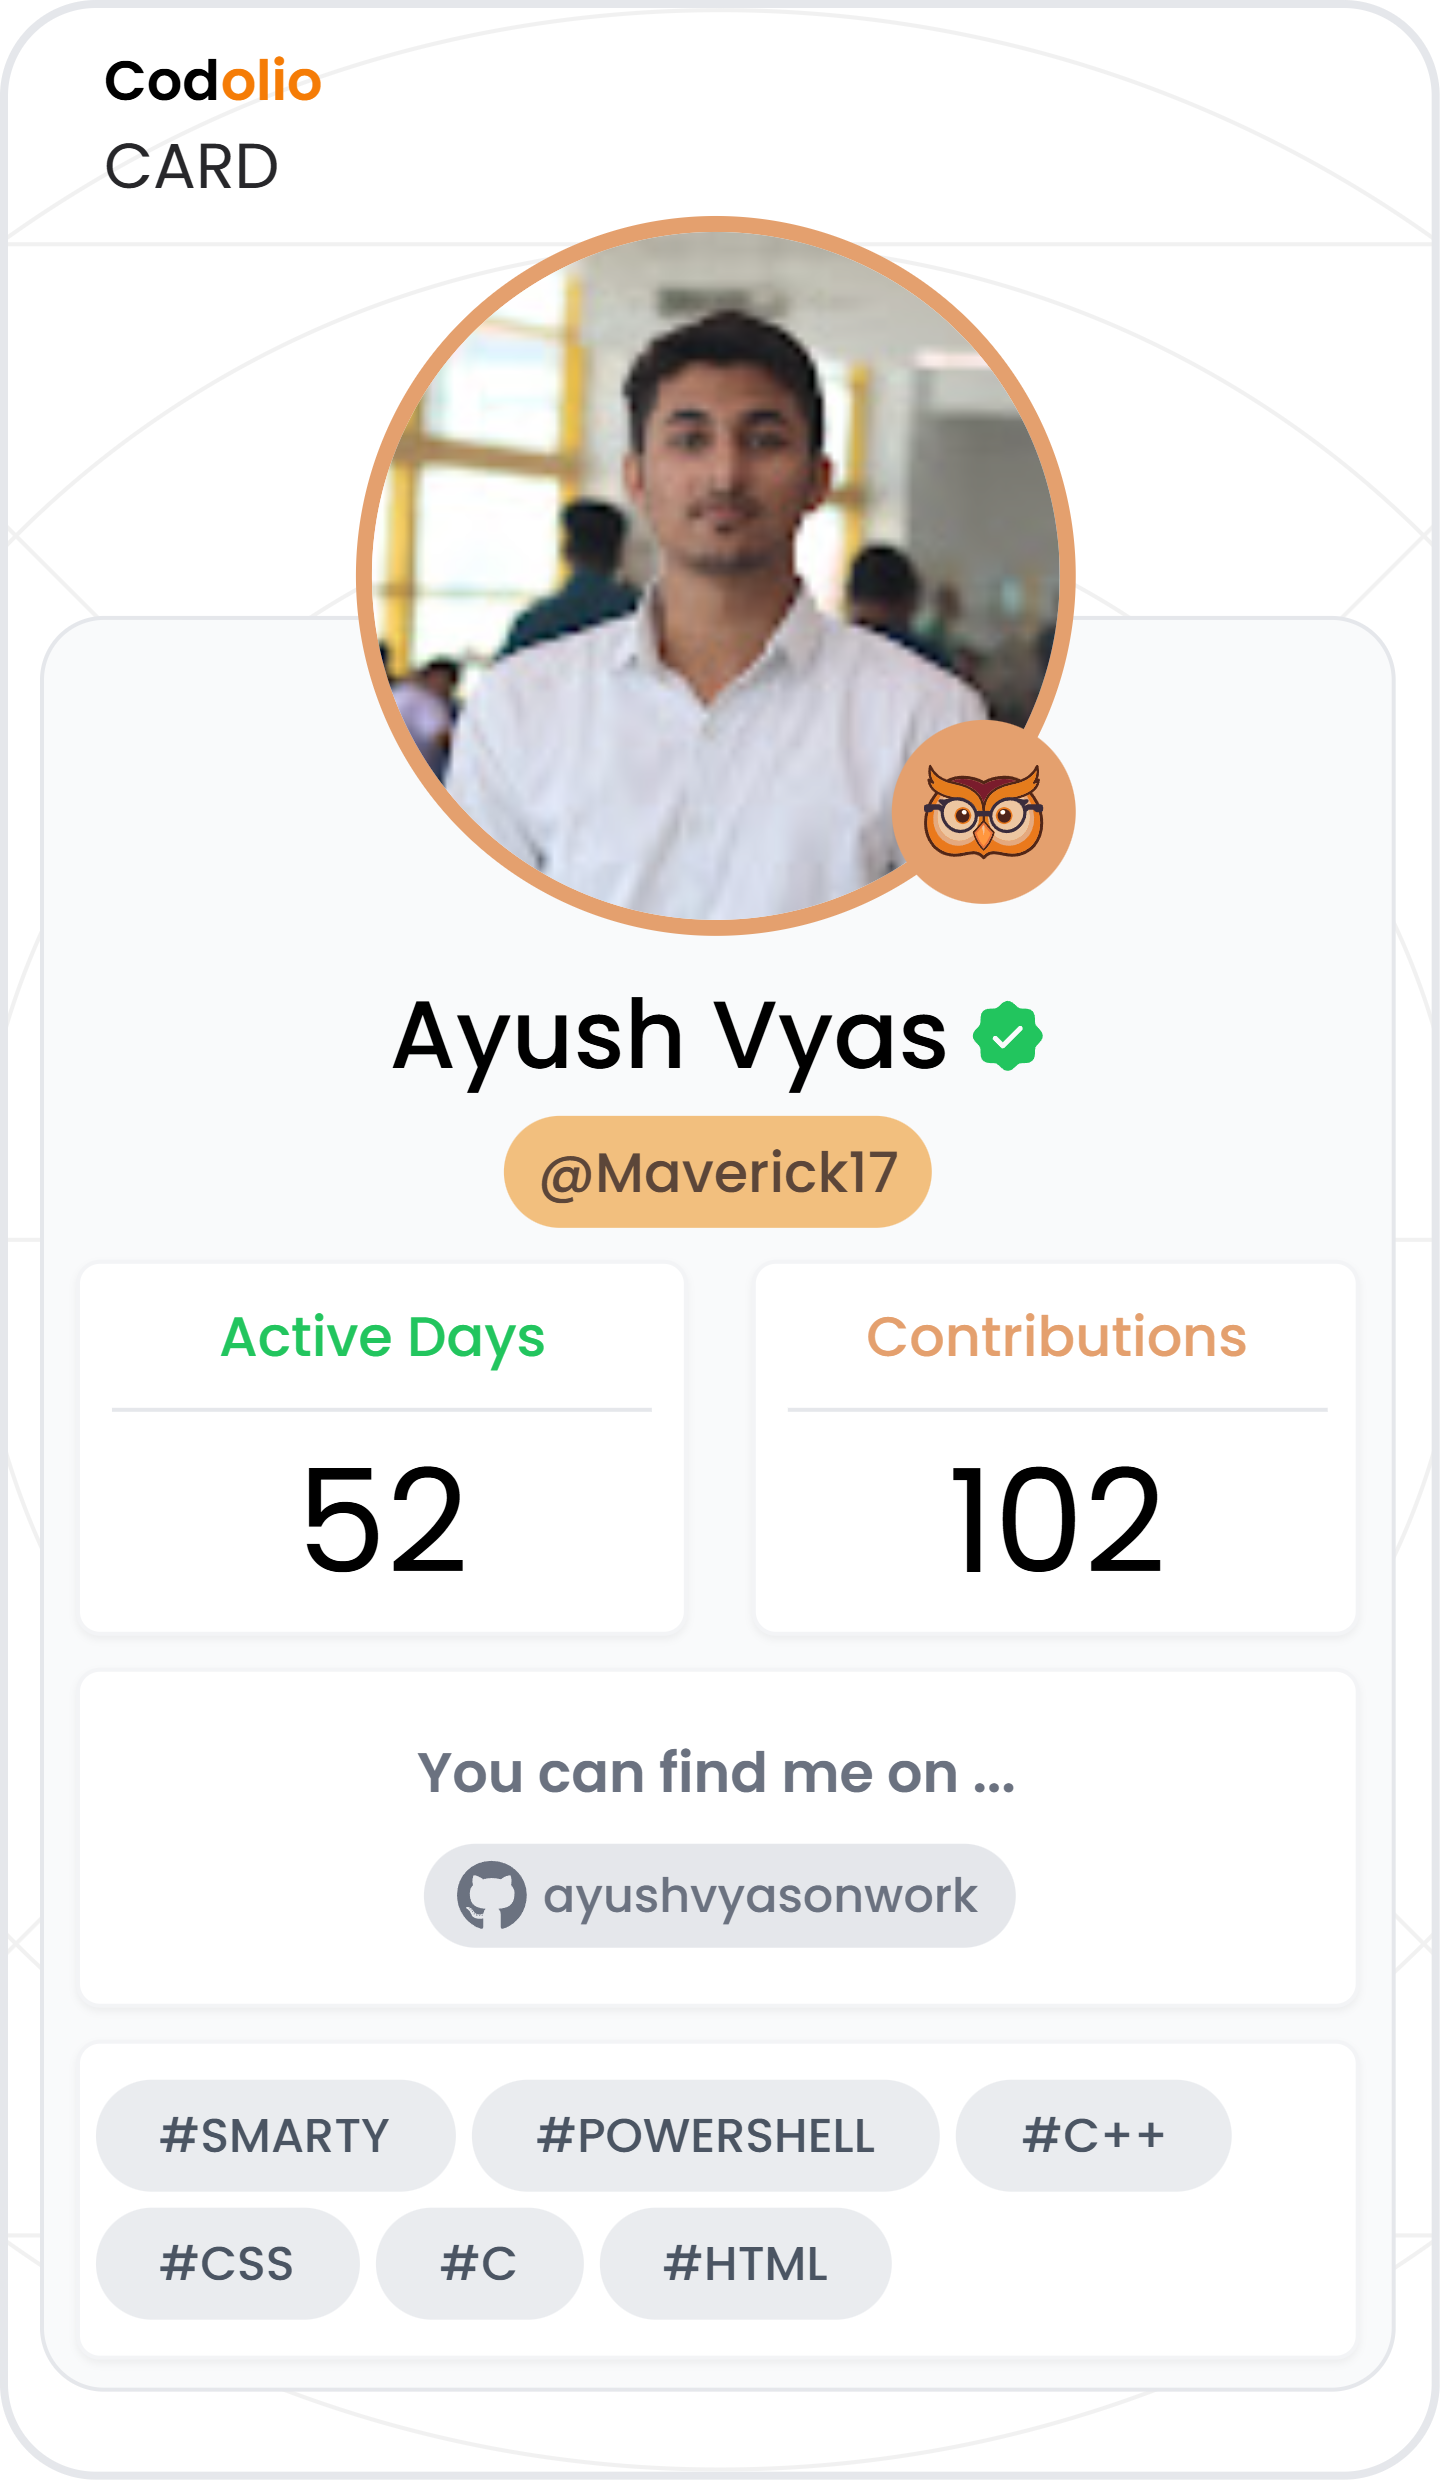 Codolio
CARD
Ayush Vyas
@Maverick17
Active Days
Contributions
52
102
You can find me on ...
ayushvyasonwork
#SMARTY #POWERSHELL #C++
#CSS #C #HTML